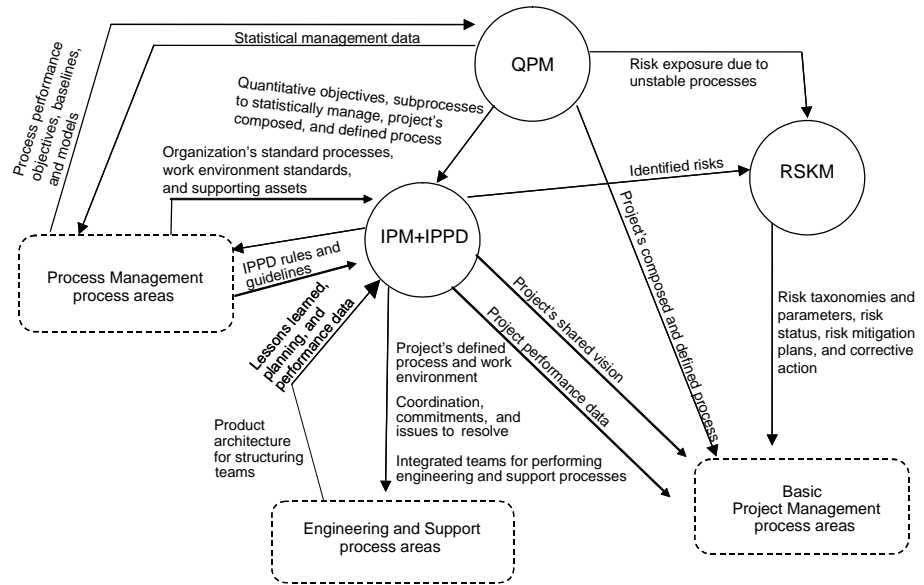 Statistical management data
QPM
Risk exposure due to
unstable processes
Process performance
objectives, baselines,
and models
Quantitative objectives, subprocesses
to statistically manage, project's
composed, and defined process
Organization's standard processes,
work environment standards,
and supporting assets
Identified risks
RSKM
IPM+IPPD
Process Management
process areas
IPPD rules and
guidelines
Lessons learned,
planning, and
performance data
Project's shared vision
Project performance data
Project's composed and defined process
Risk taxonomies and
parameters, risk
status, risk mitigation
plans, and corrective
action
Project's defined
process and work
environment
Coordination,
commitments, and
issues to resolve
Integrated teams for performing
engineering and support processes
Product
architecture
for structuring
teams
Engineering and Support
process areas
Basic
Project Management
process areas